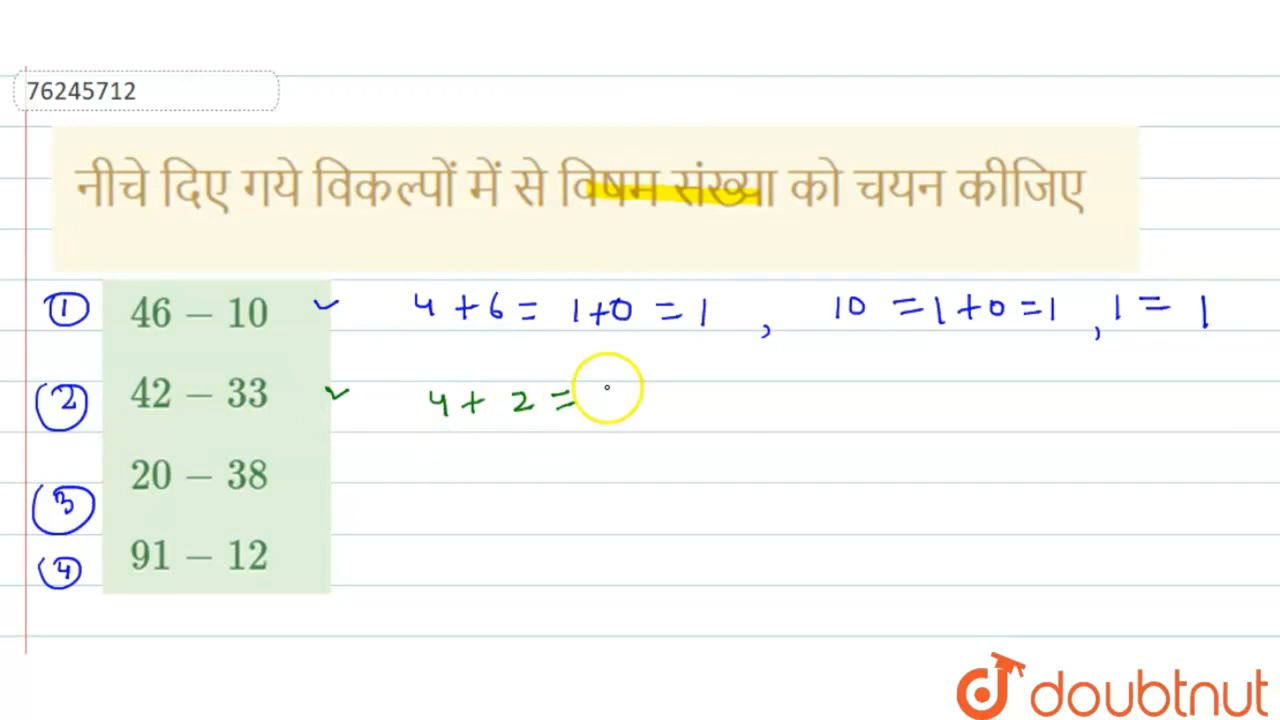 76245712
नीचे दिए गये विकल्पों में से विषम संख्या को चयन कीजिए
① 46 – 10 ✓ 4 + 6 = 1+0 = 1 , 10 = 1+0 = 1 , 1 = 1
② 42 – 33 ✓ 4 + 2 =
③ 20 – 38
④ 91 – 12
doubtnut